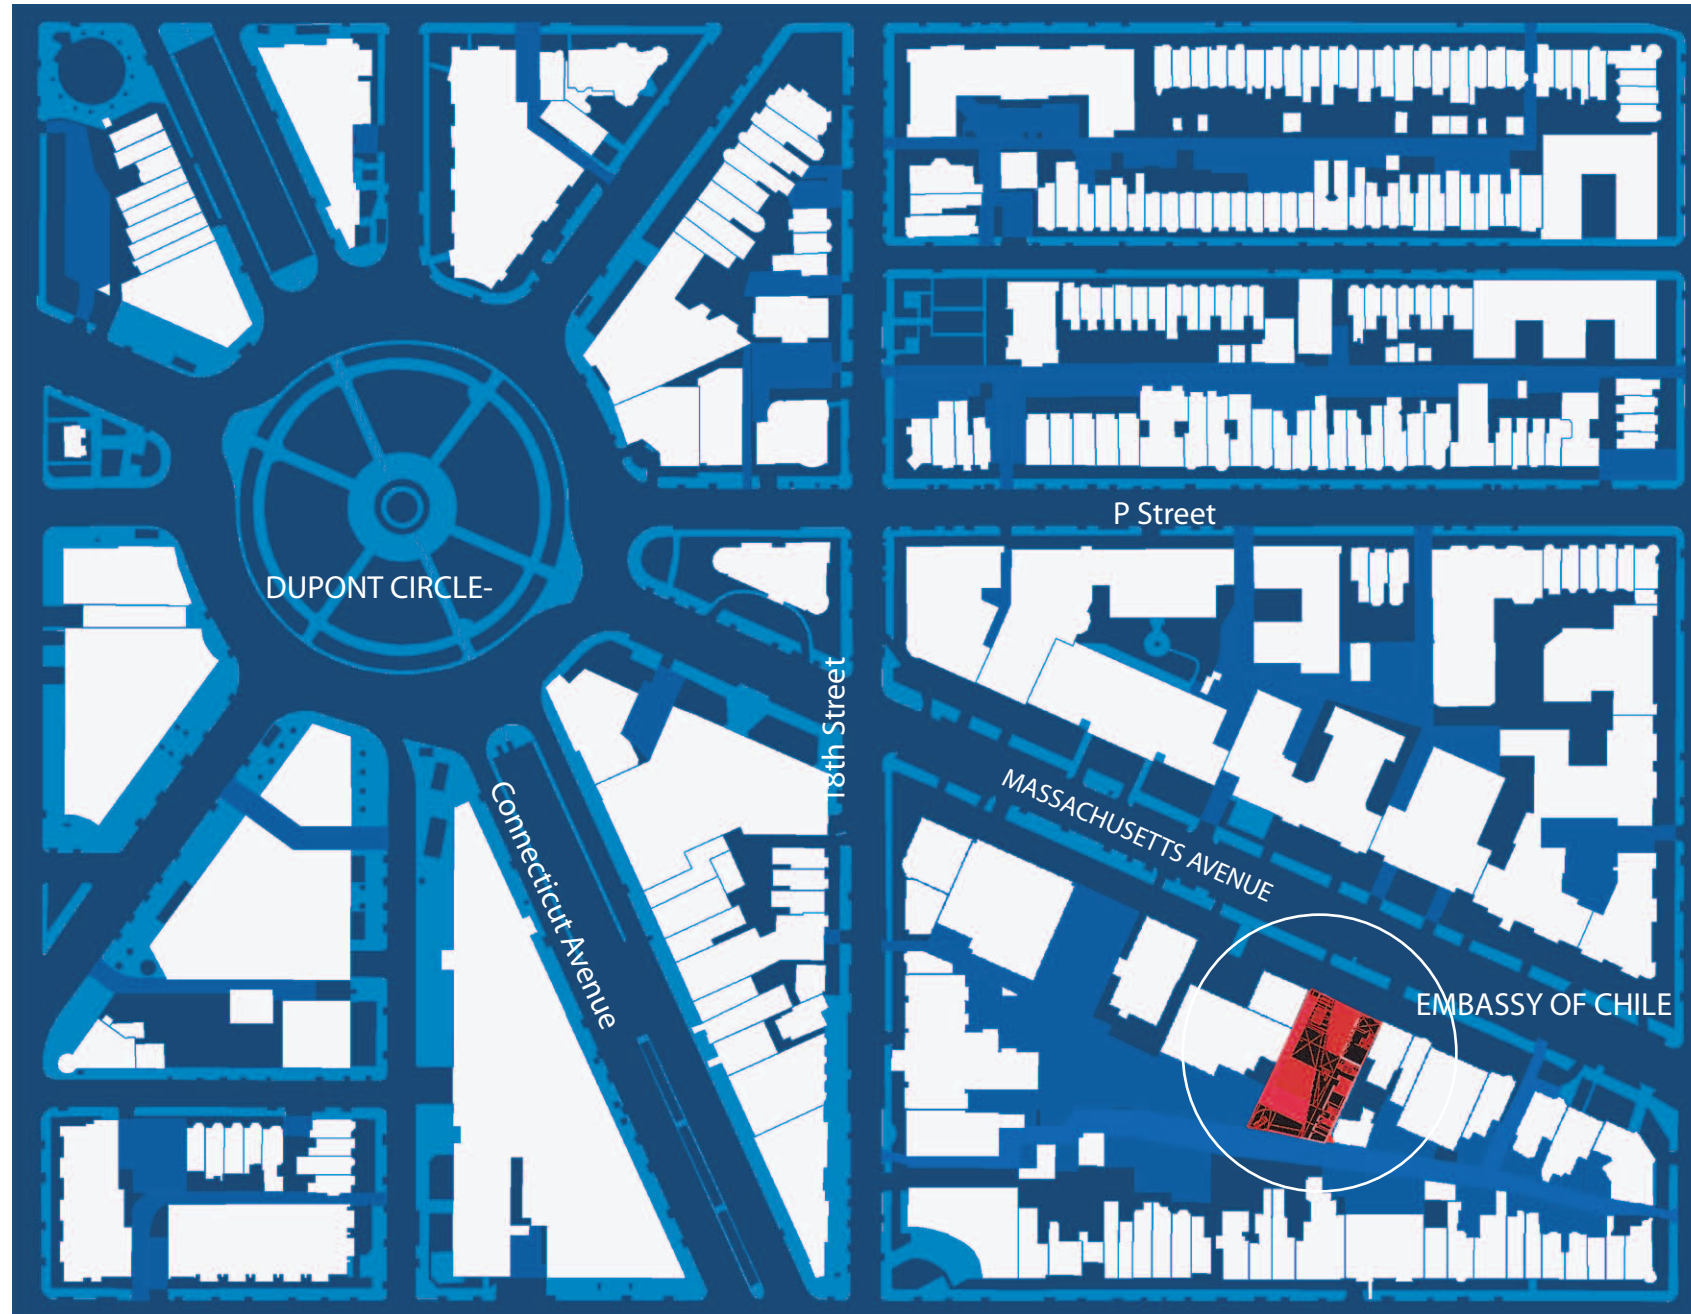 P Street
DUPONT CIRCLE-
18th Street
MASSACHUSETTS AVENUE
Connecticut Avenue
EMBASSY OF CHILE